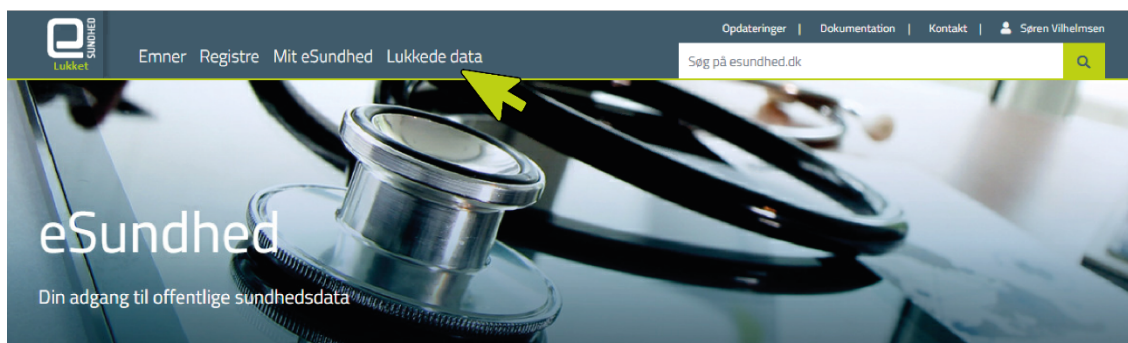 SUNDHED
Lukket
Emner Registre Mit eSundhed Lukkede data
Opdateringer | Dokumentation | Kontakt | Søren Vilhelmsen
Søg på esundhed.dk
eSundhed
Din adgang til offentlige sundhedsdata